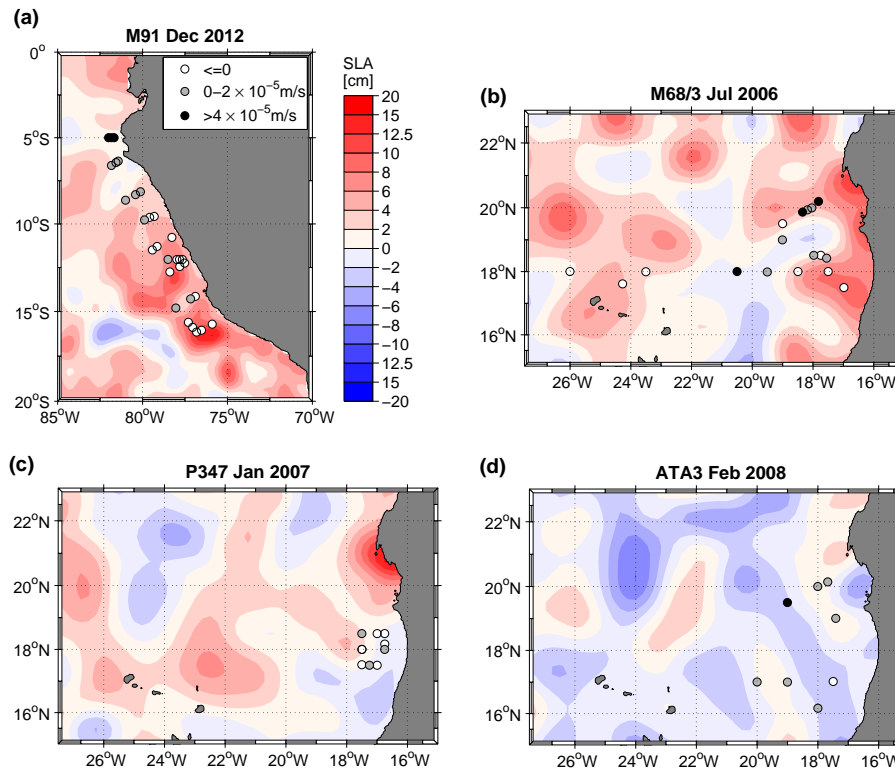 (a)
M91 Dec 2012
0°
5°S
10°S
15°S
20°S
85°W 80°W 75°W 70°W
<=0
0−2 × 10⁻⁵m/s
>4 × 10⁻⁵m/s
SLA
[cm]
20
15
12.5
10
8
6
4
2
0
−2
−4
−6
−8
−10
12.5
15
−20
(b)
M68/3 Jul 2006
22°N
20°N
18°N
16°N
26°W 24°W 22°W 20°W 18°W 16°W
(c)
P347 Jan 2007
22°N
20°N
18°N
16°N
26°W 24°W 22°W 20°W 18°W 16°W
(d)
ATA3 Feb 2008
22°N
20°N
18°N
16°N
26°W 24°W 22°W 20°W 18°W 16°W